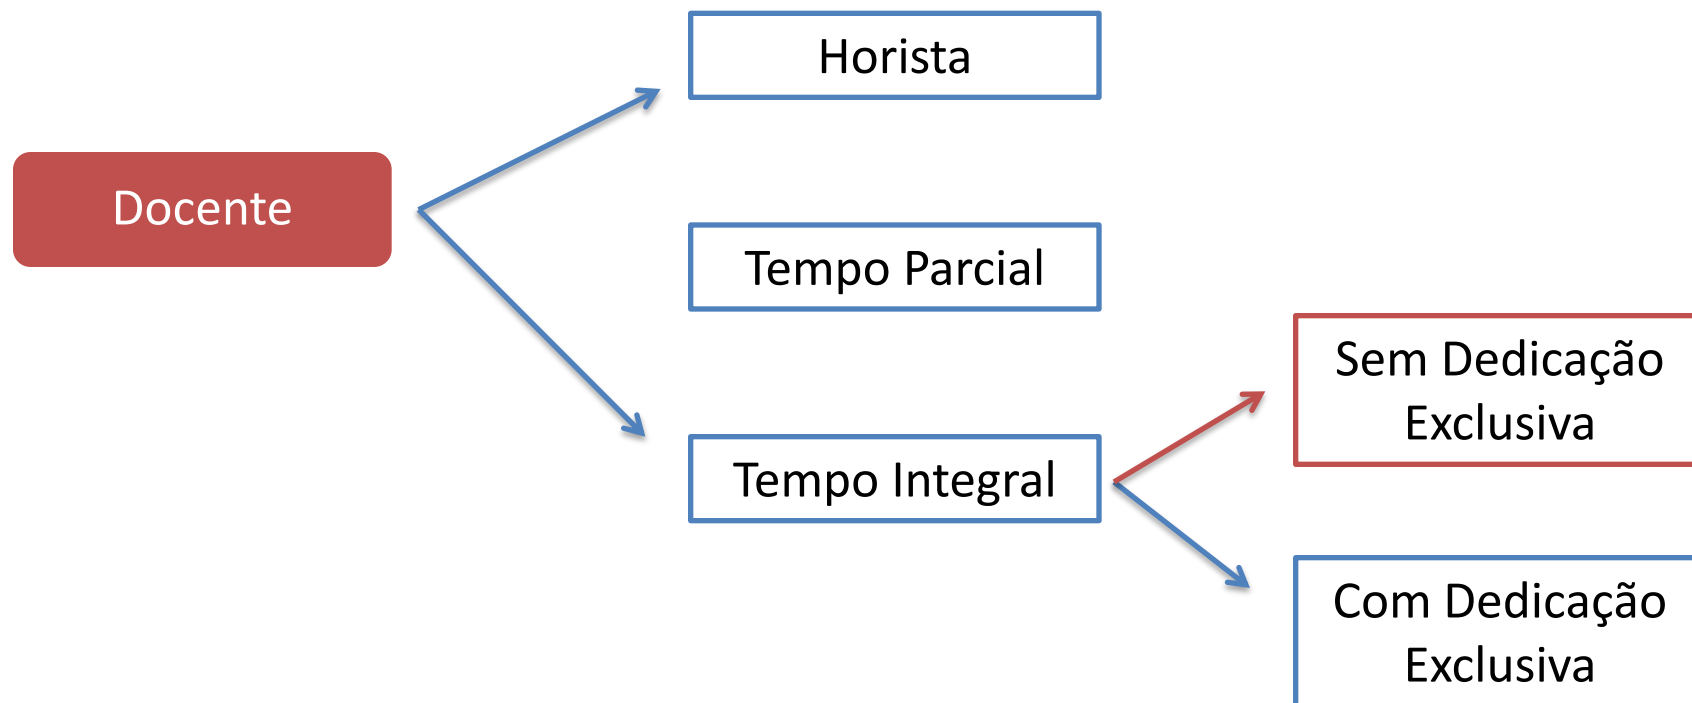 Horista
Docente
Tempo Parcial
Sem Dedicação
Exclusiva
Tempo Integral
Com Dedicação
Exclusiva